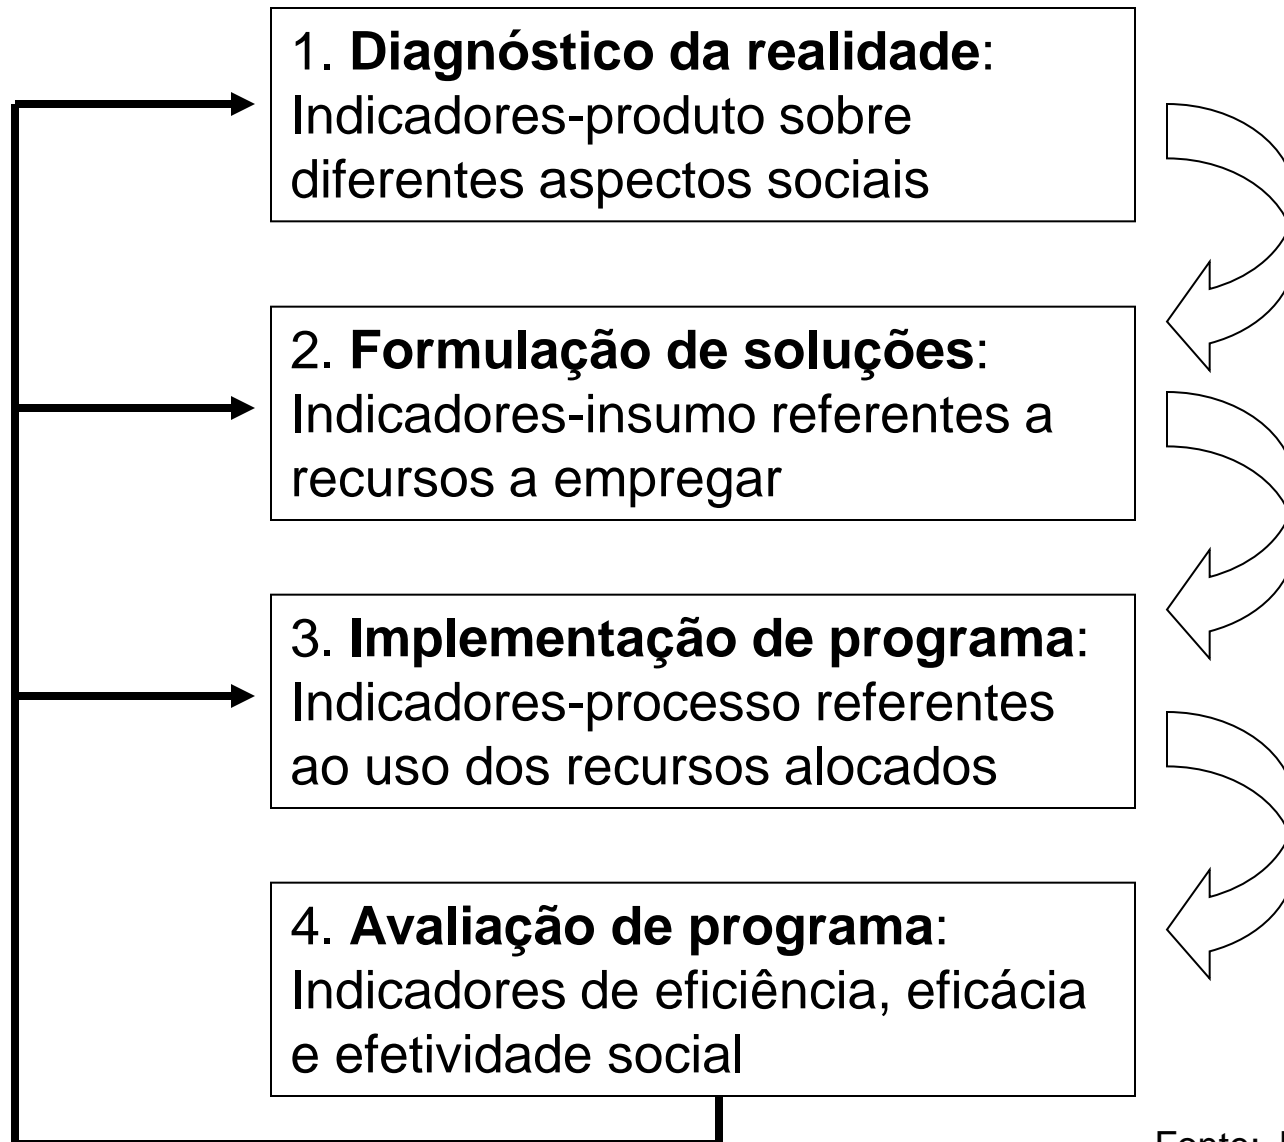 1. Diagnóstico da realidade:
Indicadores-produto sobre
diferentes aspectos sociais
2. Formulação de soluções:
Indicadores-insumo referentes a
recursos a empregar
3. Implementação de programa:
Indicadores-processo referentes
ao uso dos recursos alocados
4. Avaliação de programa:
Indicadores de eficiência, eficácia
e efetividade social
Fonte: